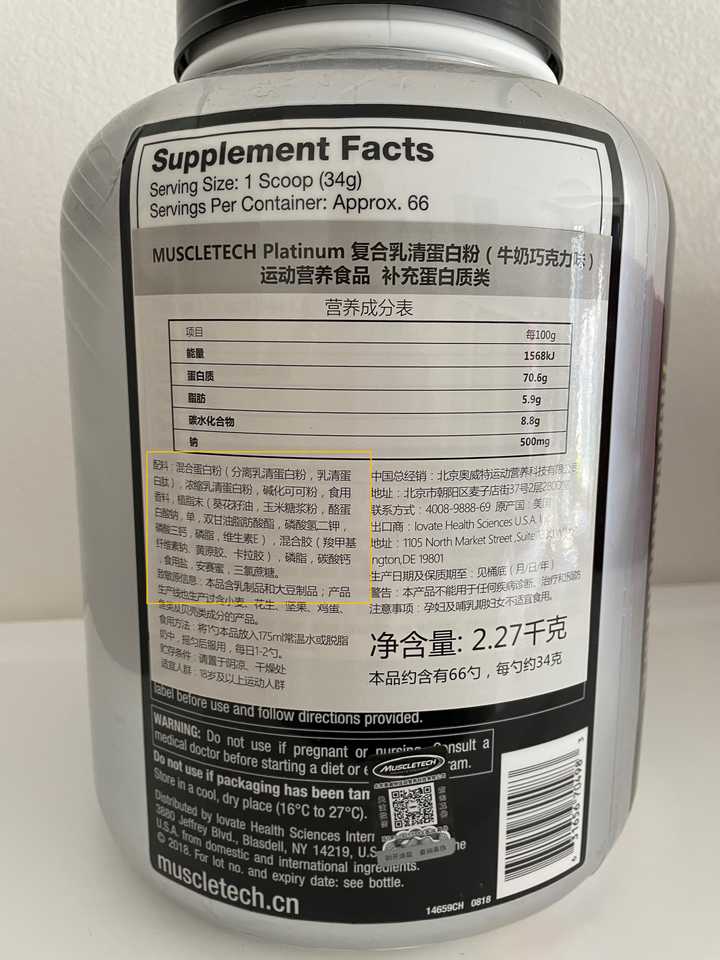 Supplement Facts
Serving Size: 1 Scoop (34g)
Servings Per Container: Approx. 66
MUSCLETECH Platinum 复合乳清蛋白粉（牛奶巧克力味）
运动营养食品 补充蛋白质类
营养成分表
项目 每100g
能量 1568kJ
蛋白质 70.6g
脂肪 5.9g
碳水化合物 8.8g
钠 500mg
配料：混合蛋白粉（分离乳清蛋白粉，乳清蛋
白肽），浓缩乳清蛋白粉，碱化可可粉，食用
香料，植脂末（葵花籽油，玉米糖浆粉，酪蛋
白酸钠，单，双甘油脂肪酸酯，磷酸氢二钾，
磷酸三钙，磷脂，维生素E），混合胶（羧甲基
纤维素钠、黄原胶、卡拉胶），磷脂，碳酸钙
，食用盐，安赛蜜，三氯蔗糖。
致敏原信息：本品含乳制品和大豆制品；产品
生产线也生产过含小麦、花生、坚果、鸡蛋、
鱼类及贝壳类成分的产品。
食用方法：将1勺本品放入175ml常温水或脱脂
奶中，摇匀后服用，每日1-2勺。
贮存条件：请置于阴凉、干燥处
适宜人群：18岁及以上运动人群
中国总经销：北京奥威特运动营养科技有限公司
地址：北京市朝阳区麦子店街37号2层2800
联系方式：4008-9888-69 原产国：美国
出口商：Iovate Health Sciences U.S.A. I
地址：1105 North Market Street ,Suite
ngton,DE 19801
生产日期及保质期至：见桶底（月/日/年）
警告：本产品不能用于任何疾病诊断、治疗和预防
注意事项：孕妇及哺乳期妇女不适宜食用。
净含量: 2.27千克
本品约含有66勺，每勺约34克
label before use and follow directions provided.
WARNING: Do not use if pregnant or nursing. Consult a
medical doctor before starting a diet or
Do not use if packaging has been tam
Store in a cool, dry place (16°C to 27°C).
Distributed by Iovate Health Sciences Intern
3880 Jeffrey Blvd., Blasdell, NY 14219, U.S.
U.S.A. from domestic and international ingredients.
© 2018. For lot no. and expiry date: see bottle.
muscletech.cn
MUSCLETECH
14659CH 0818
6 31656 70498 3